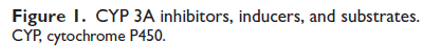 Figure 1. CYP 3A inhibitors, inducers, and substrates.
CYP, cytochrome P450.